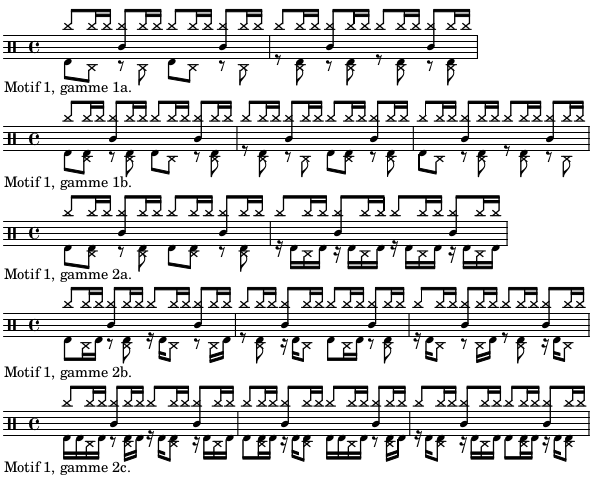 Motif 1, gamme 1a.
Motif 1, gamme 1b.
Motif 1, gamme 2a.
Motif 1, gamme 2b.
Motif 1, gamme 2c.